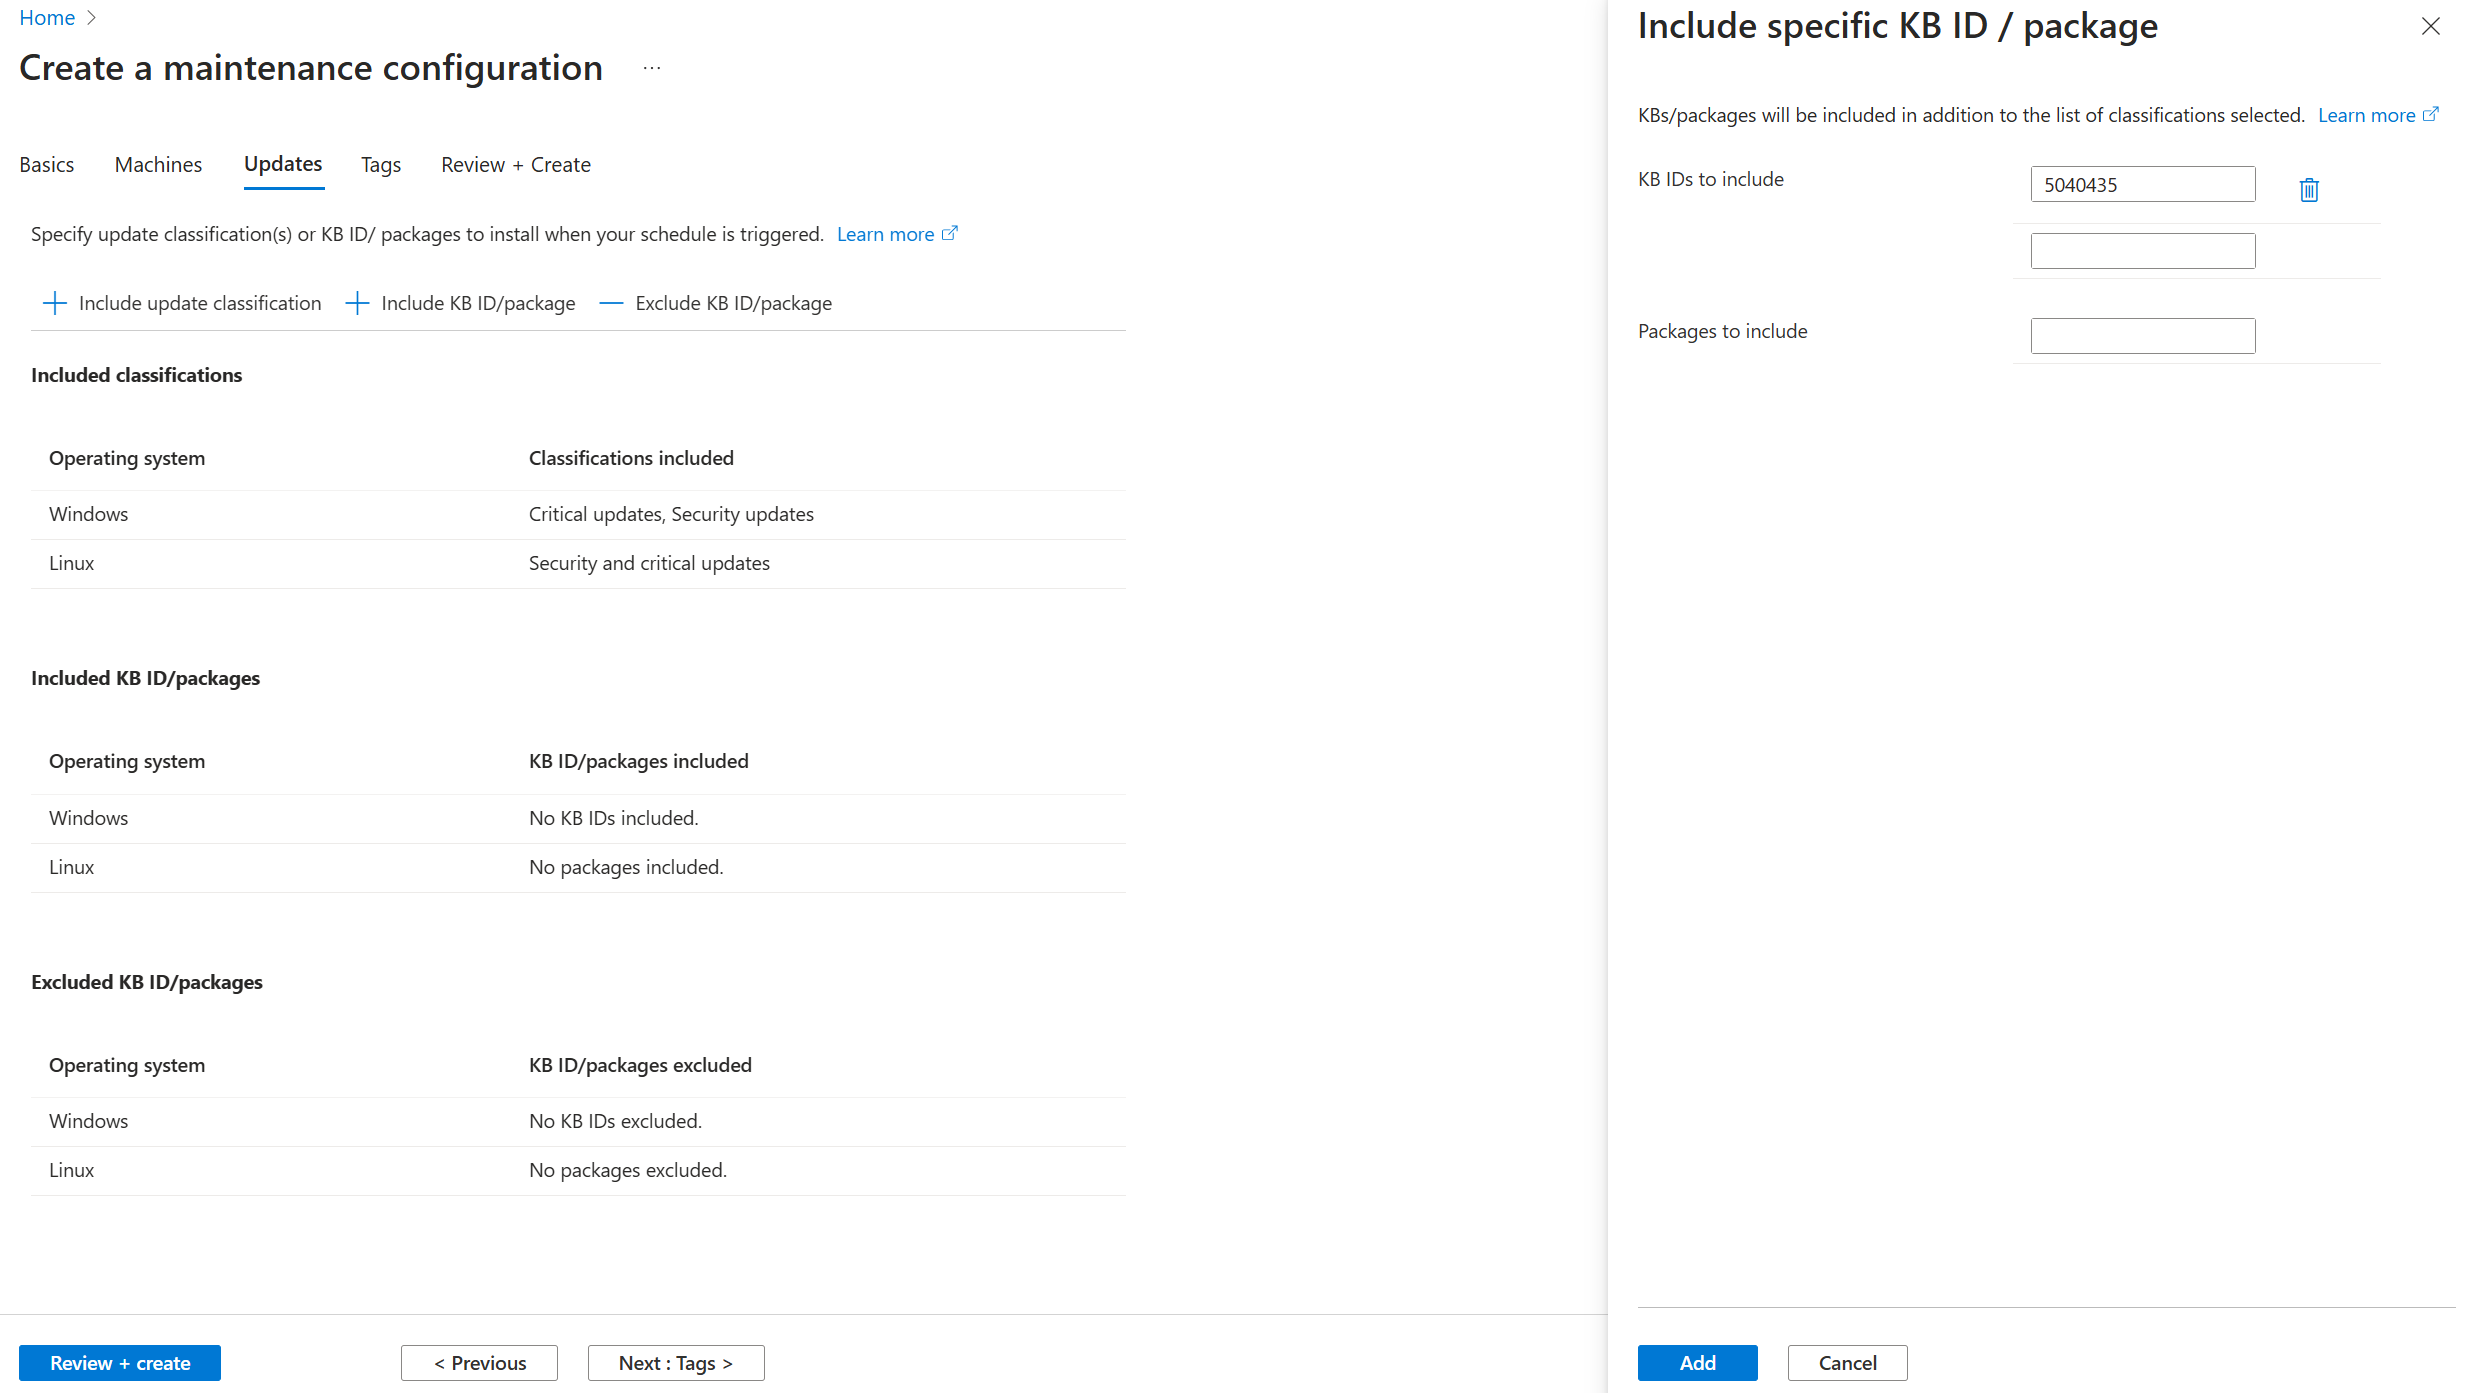 Home
Create a maintenance configuration ...
Basics Machines Updates Tags Review + Create
Specify update classification(s) or KB ID/ packages to install when your schedule is triggered. Learn more
Include update classification Include KB ID/package Exclude KB ID/package
Included classifications
Operating system Classifications included
Windows Critical updates, Security updates
Linux Security and critical updates
Included KB ID/packages
Operating system KB ID/packages included
Windows No KB IDs included.
Linux No packages included.
Excluded KB ID/packages
Operating system KB ID/packages excluded
Windows No KB IDs excluded.
Linux No packages excluded.
Review + create < Previous Next : Tags >
Include specific KB ID / package
KBs/packages will be included in addition to the list of classifications selected. Learn more
KB IDs to include 5040435
Packages to include
Add Cancel